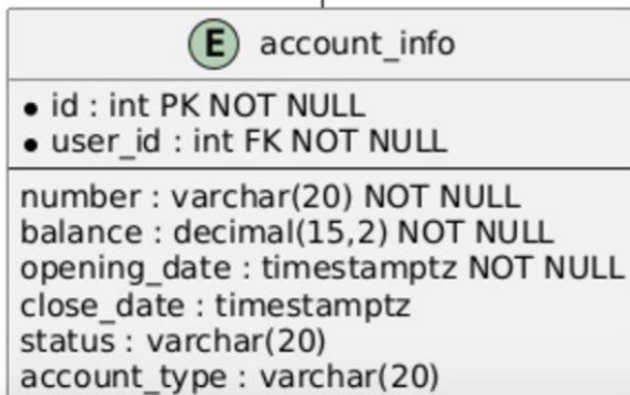 E account_info
• id : int PK NOT NULL
• user_id : int FK NOT NULL
number : varchar(20) NOT NULL
balance : decimal(15,2) NOT NULL
opening_date : timestamptz NOT NULL
close_date : timestamptz
status : varchar(20)
account_type : varchar(20)